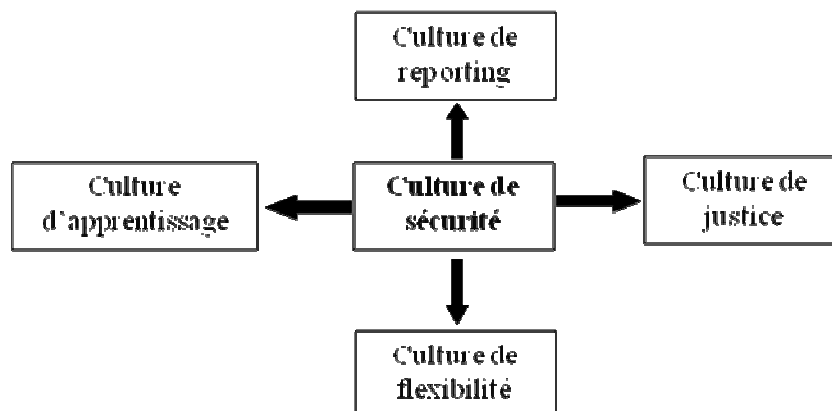 Culture de
reporting
Culture
d'apprentissage
Culture de
sécurité
Culture de
justice
Culture de
flexibilité